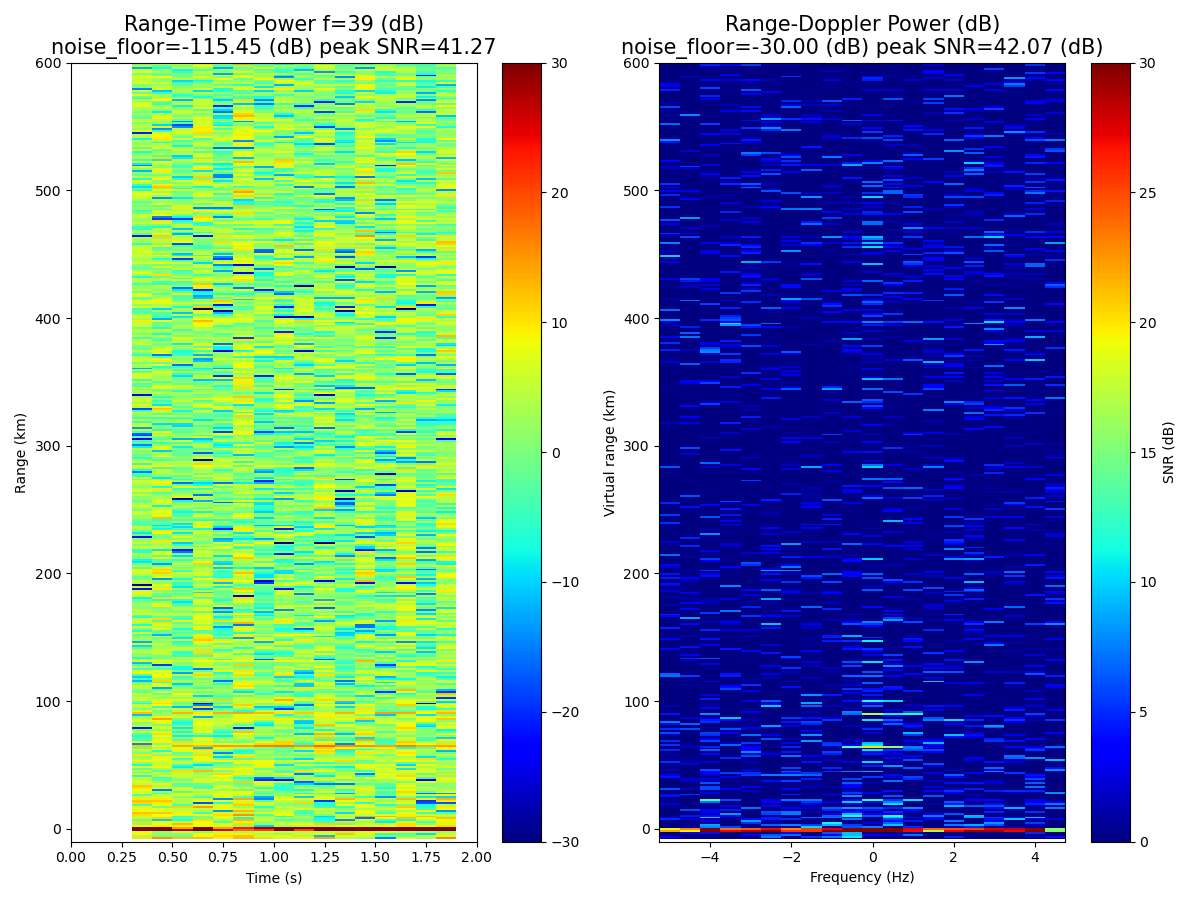 Range-Time Power f=39 (dB)
noise_floor=-115.45 (dB) peak SNR=41.27
600
500
400
300
200
100
0
Range (km)
0.00 0.25 0.50 0.75 1.00 1.25 1.50 1.75 2.00
Time (s)
30
20
10
0
−10
−20
−30
Range-Doppler Power (dB)
noise_floor=-30.00 (dB) peak SNR=42.07 (dB)
600
500
400
300
200
100
0
Virtual range (km)
−4 −2 0 2 4
Frequency (Hz)
30
25
20
15
10
5
0
SNR (dB)